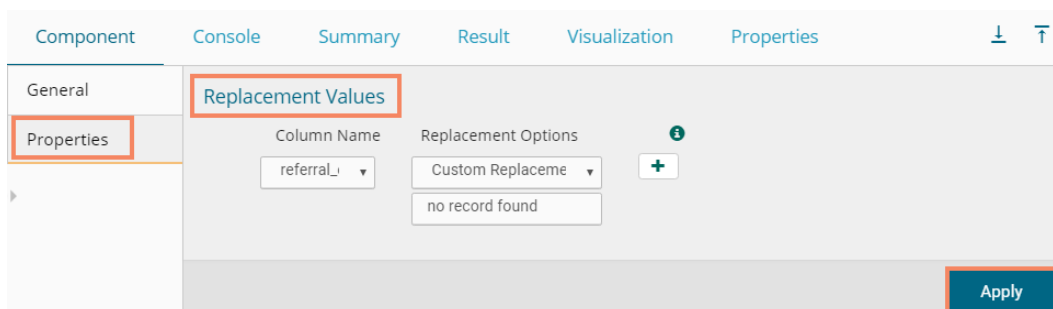 Component Console Summary Result Visualization Properties
General
Replacement Values
Properties
Column Name Replacement Options
referral_ Custom Replaceme
no record found
Apply